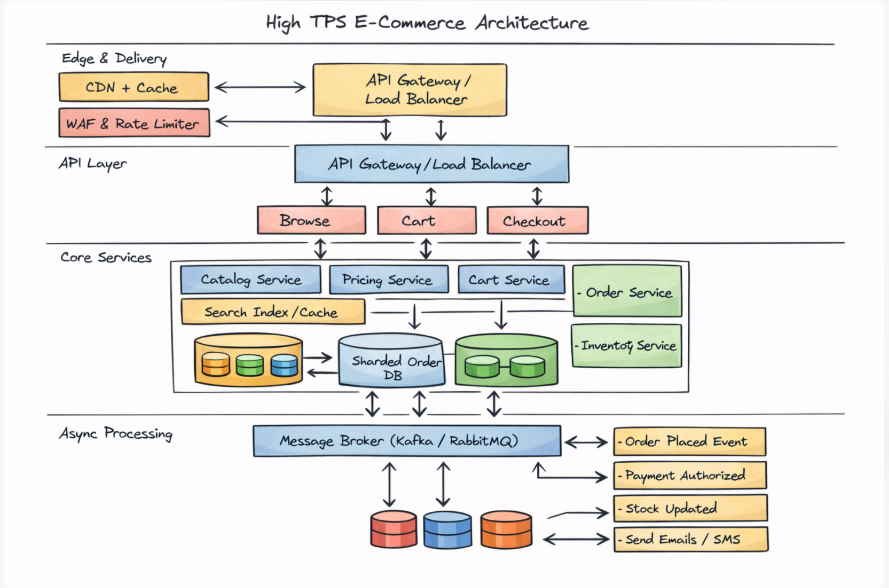 High TPS E-Commerce Architecture
Edge & Delivery
CDN + Cache
API Gateway /
Load Balancer
WAF & Rate Limiter
API Layer
API Gateway/Load Balancer
Browse
Cart
Checkout
Core Services
Catalog Service
Pricing Service
Cart Service
- Order Service
Search Index /Cache
- Inventoty Service
Sharded Order
DB
Async Processing
Message Broker (Kafka / RabbitMQ)
- Order Placed Event
- Payment Authorized
- Stock Updated
- Send Emails / SMS